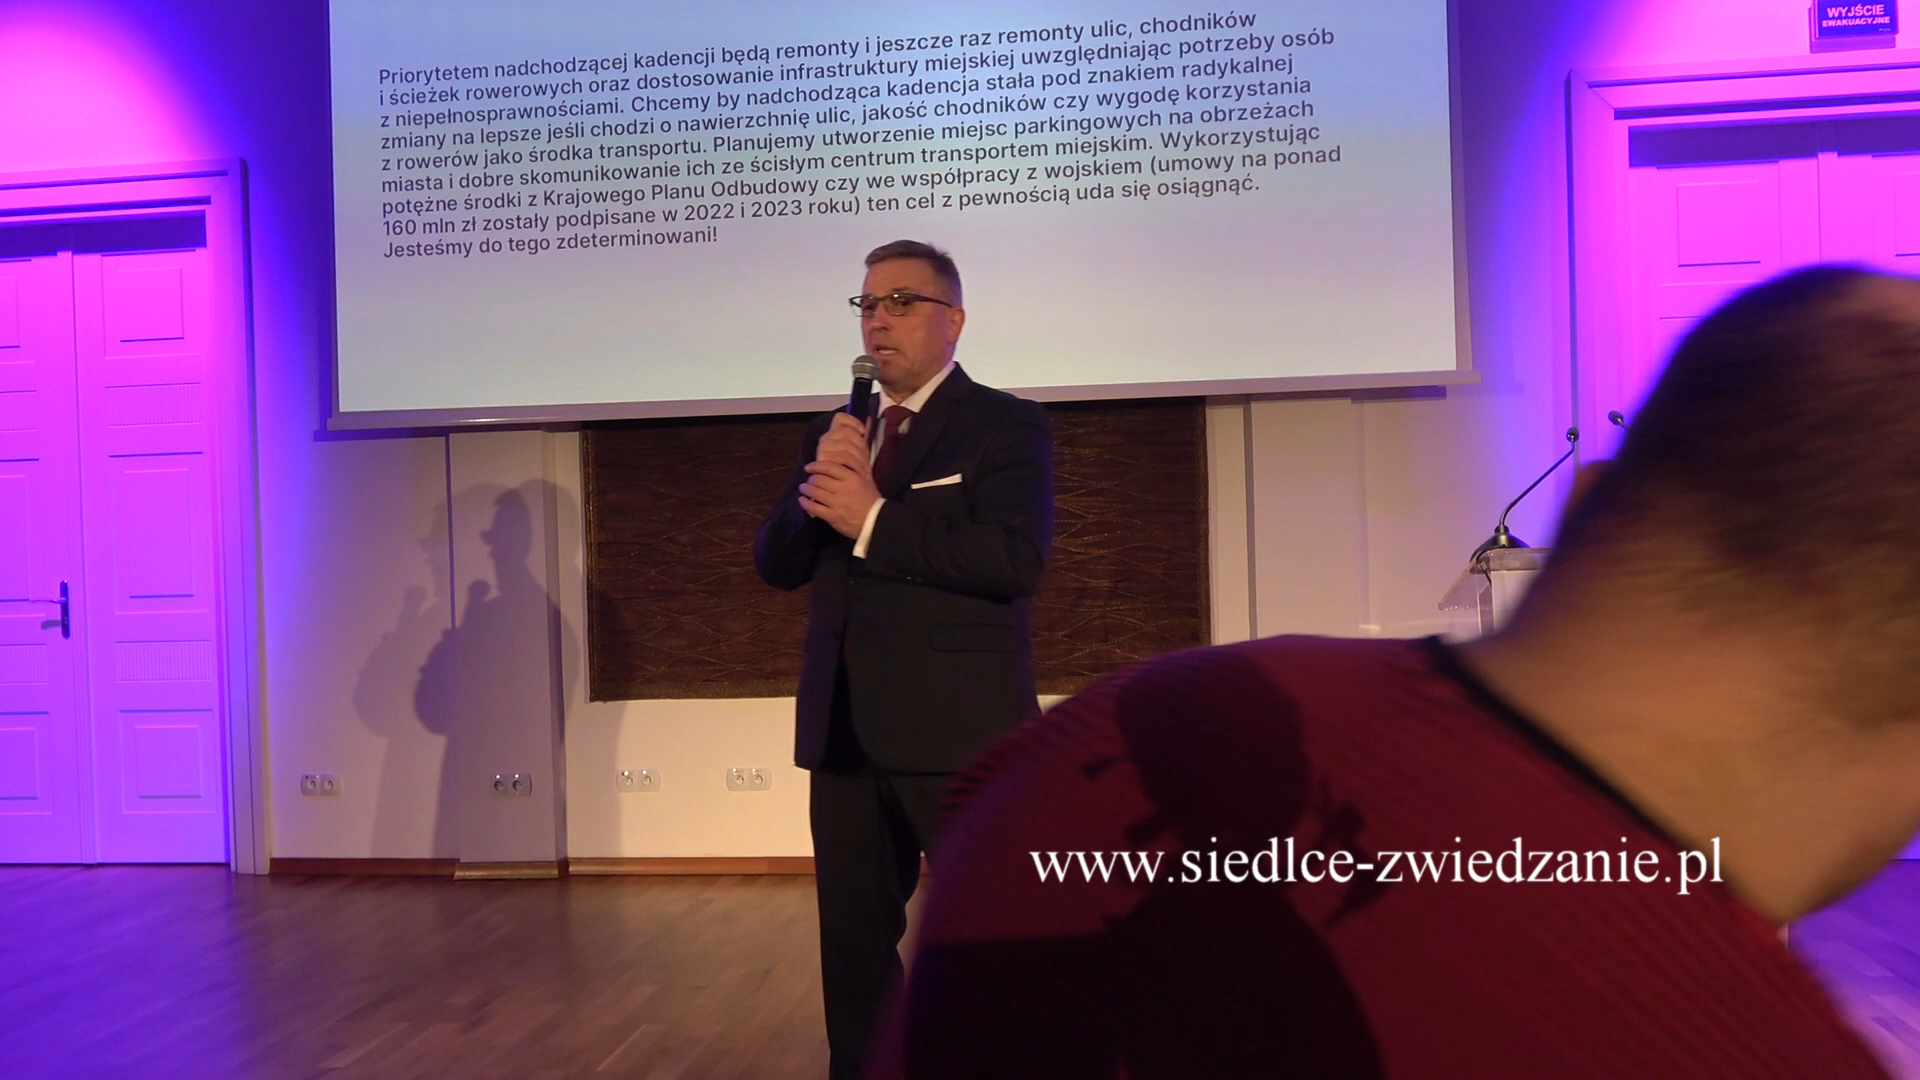 Priorytetem nadchodzącej kadencji będą remonty i jeszcze raz remonty ulic, chodników
i ścieżek rowerowych oraz dostosowanie infrastruktury miejskiej uwzględniając potrzeby osób
z niepełnosprawnościami. Chcemy by nadchodząca kadencja stała pod znakiem radykalnej
zmiany na lepsze jeśli chodzi o nawierzchnię ulic, jakość chodników czy wygodę korzystania
z rowerów jako środka transportu. Planujemy utworzenie miejsc parkingowych na obrzeżach
miasta i dobre skomunikowanie ich ze ścisłym centrum transportem miejskim. Wykorzystując
potężne środki z Krajowego Planu Odbudowy czy we współpracy z wojskiem (umowy na ponad
160 mln zł zostały podpisane w 2022 i 2023 roku) ten cel z pewnością uda się osiągnąć.
Jesteśmy do tego zdeterminowani!
WYJŚCIE
EWAKUACYJNE
www.siedlce-zwiedzanie.pl